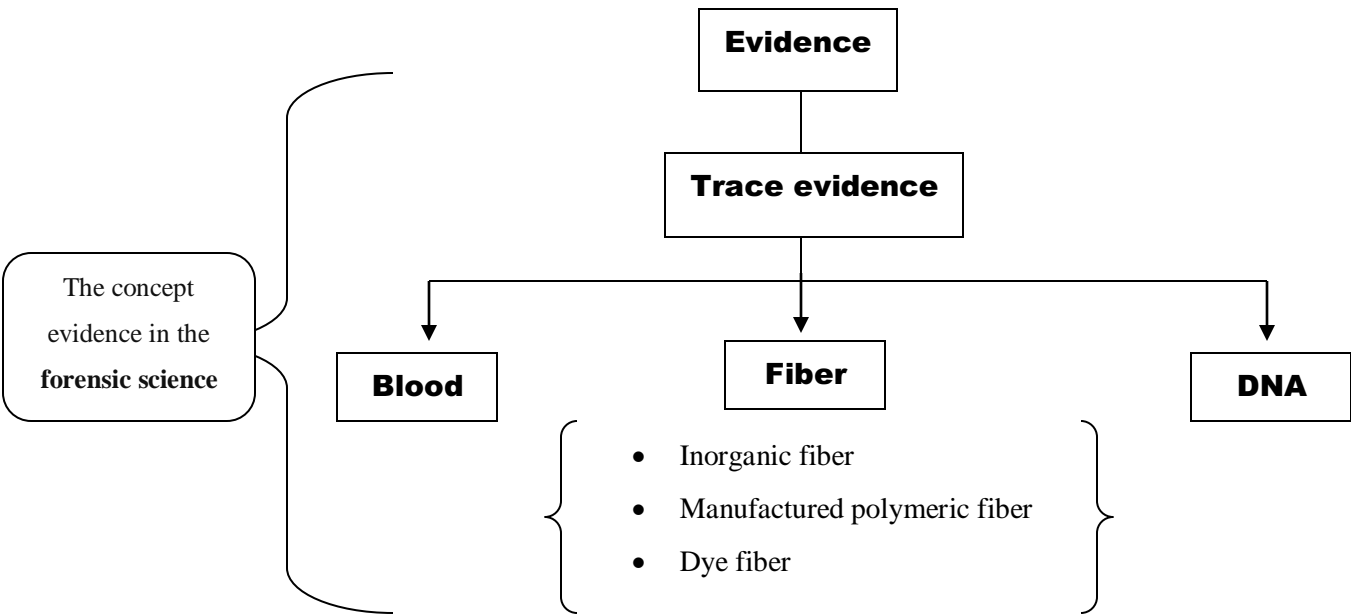 Evidence
Trace evidence
The concept
evidence in the
forensic science
Blood
Fiber
DNA
• Inorganic fiber
• Manufactured polymeric fiber
• Dye fiber